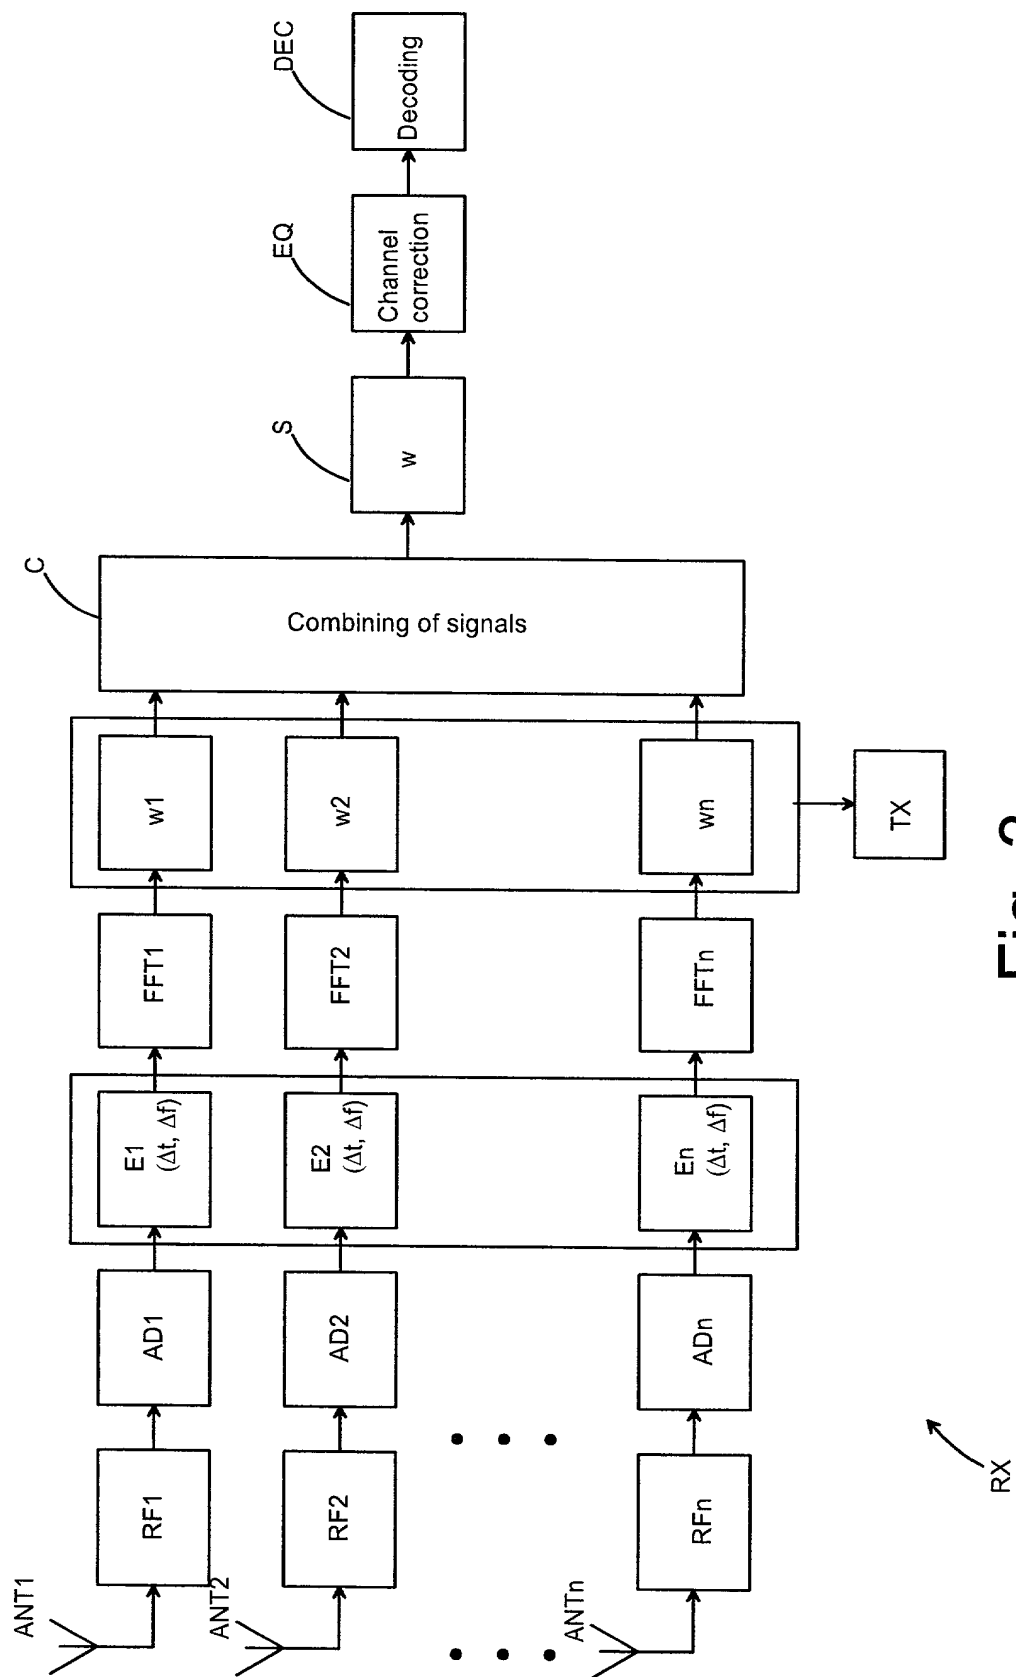 ANT1
RF1
AD1
E1
(Δt, Δf)
FFT1
w1
C
Combining of signals
S
w
EQ
Channel
correction
DEC
Decoding
ANT2
RF2
AD2
E2
(Δt, Δf)
FFT2
w2
ANTn
RFn
ADn
En
(Δt, Δf)
FFTn
wn
TX
RX